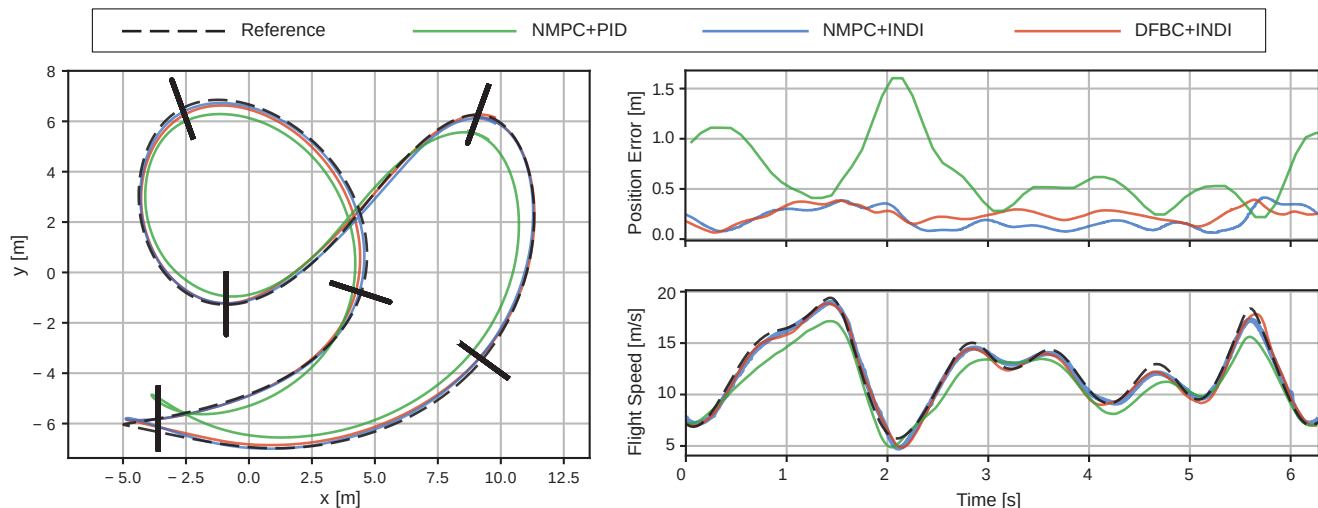 Reference NMPC+PID NMPC+INDI DFBC+INDI
y [m]
8
6
4
2
0
− 2
− 4
− 6
− 5.0 − 2.5 0.0 2.5 5.0 7.5 10.0 12.5
x [m]
Position Error [m]
1.5
1.0
0.5
0.0
Flight Speed [m/s]
20
15
10
5
0 1 2 3 4 5 6
Time [s]